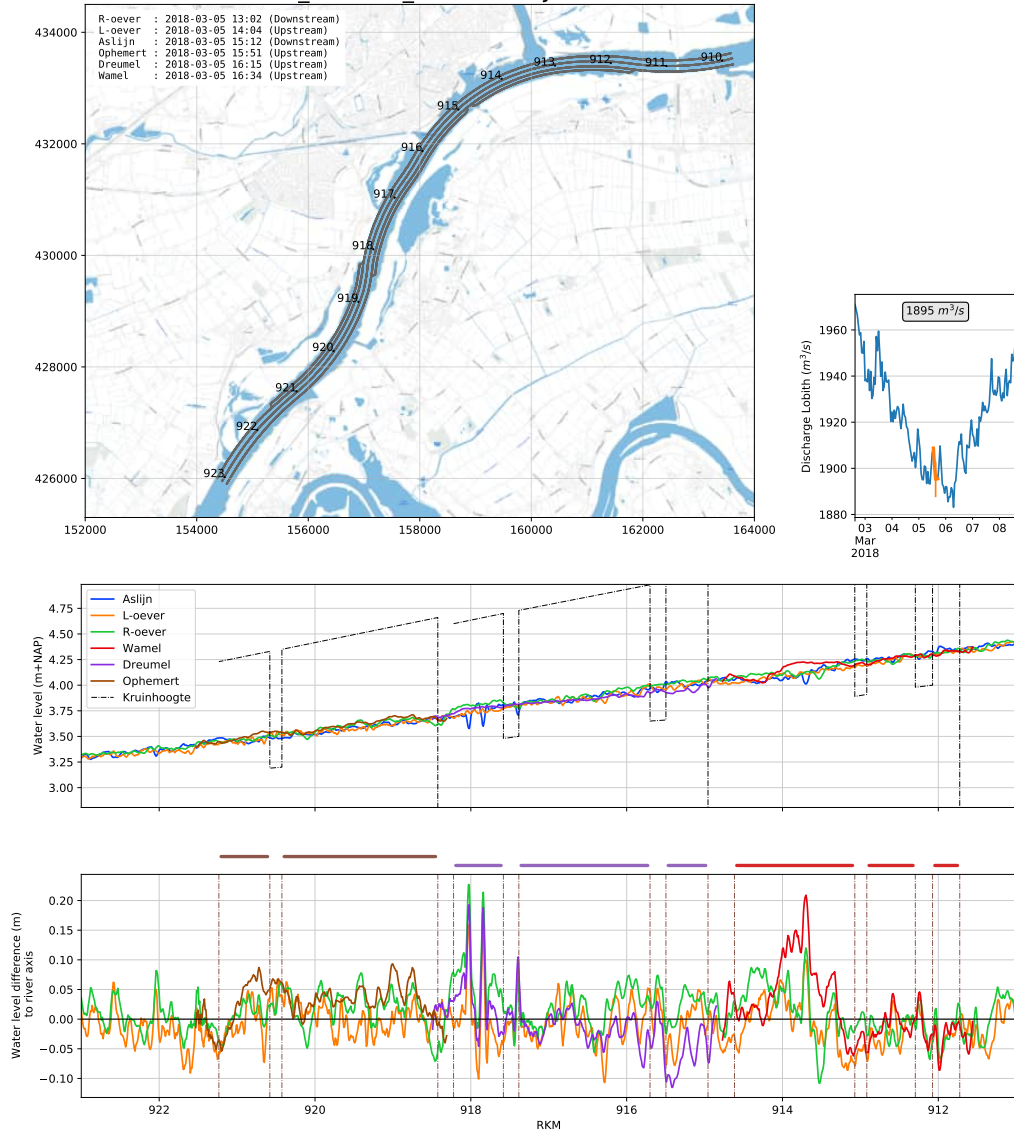 R-oever : 2018-03-05 13:02 (Downstream)
L-oever : 2018-03-05 14:04 (Upstream)
Aslijn : 2018-03-05 15:12 (Downstream)
Ophemert : 2018-03-05 15:51 (Upstream)
Dreumel : 2018-03-05 16:15 (Upstream)
Wamel : 2018-03-05 16:34 (Upstream)
434000
432000
430000
428000
426000
910
911
912
913
914
915
916
917
918
919
920
921
922
923
152000 154000 156000 158000 160000 162000 164000
1895 m³/s
Discharge Lobith (m³/s)
1960
1940
1920
1900
1880
03 04 05 06 07 08
Mar
2018
Water level (m+NAP)
4.75
4.50
4.25
4.00
3.75
3.50
3.25
3.00
Aslijn
L-oever
R-oever
Wamel
Dreumel
Ophemert
Kruinhoogte
Water level difference (m)
to river axis
0.20
0.15
0.10
0.05
0.00
−0.05
−0.10
922 920 918 916 914 912
RKM